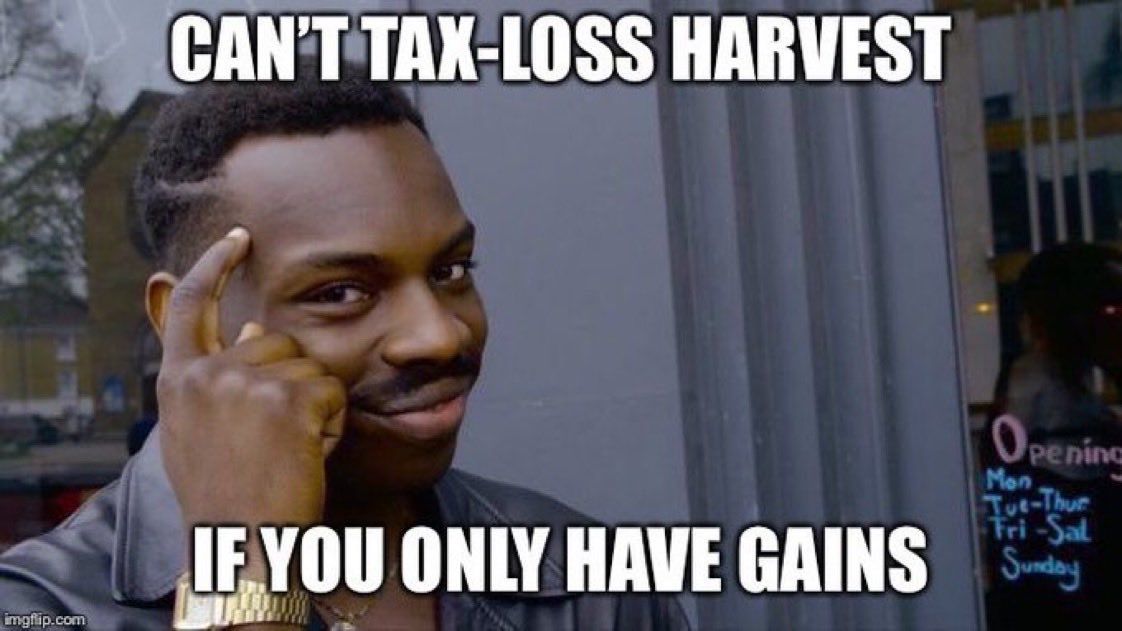 CAN'T TAX-LOSS HARVEST
Opening
Mon
Tue-Thur
Fri-Sat
Sunday
IF YOU ONLY HAVE GAINS
imgflip.com